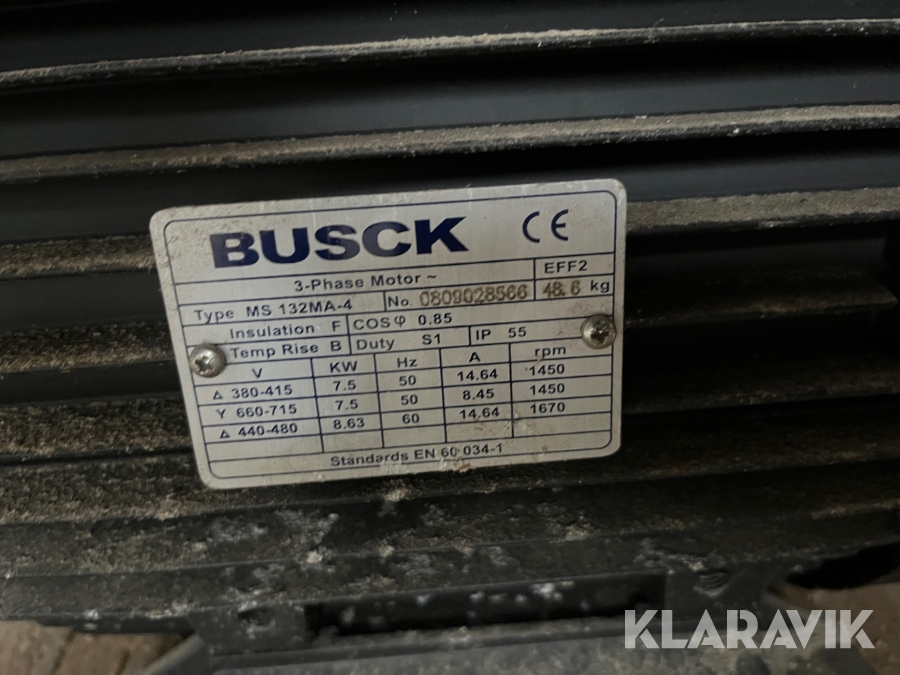 BUSCK CE
3-Phase Motor ~ EFF2
Type MS 132MA-4 No. 0809028566 48.6 kg
Insulation F COS φ 0.85
Temp Rise B Duty S1 IP 55
V KW Hz A rpm
Δ 380-415 7.5 50 14.64 1450
Y 660-715 7.5 50 8.45 1450
Δ 440-480 8.63 60 14.64 1670
Standards EN 60 034-1
KLARAVIK